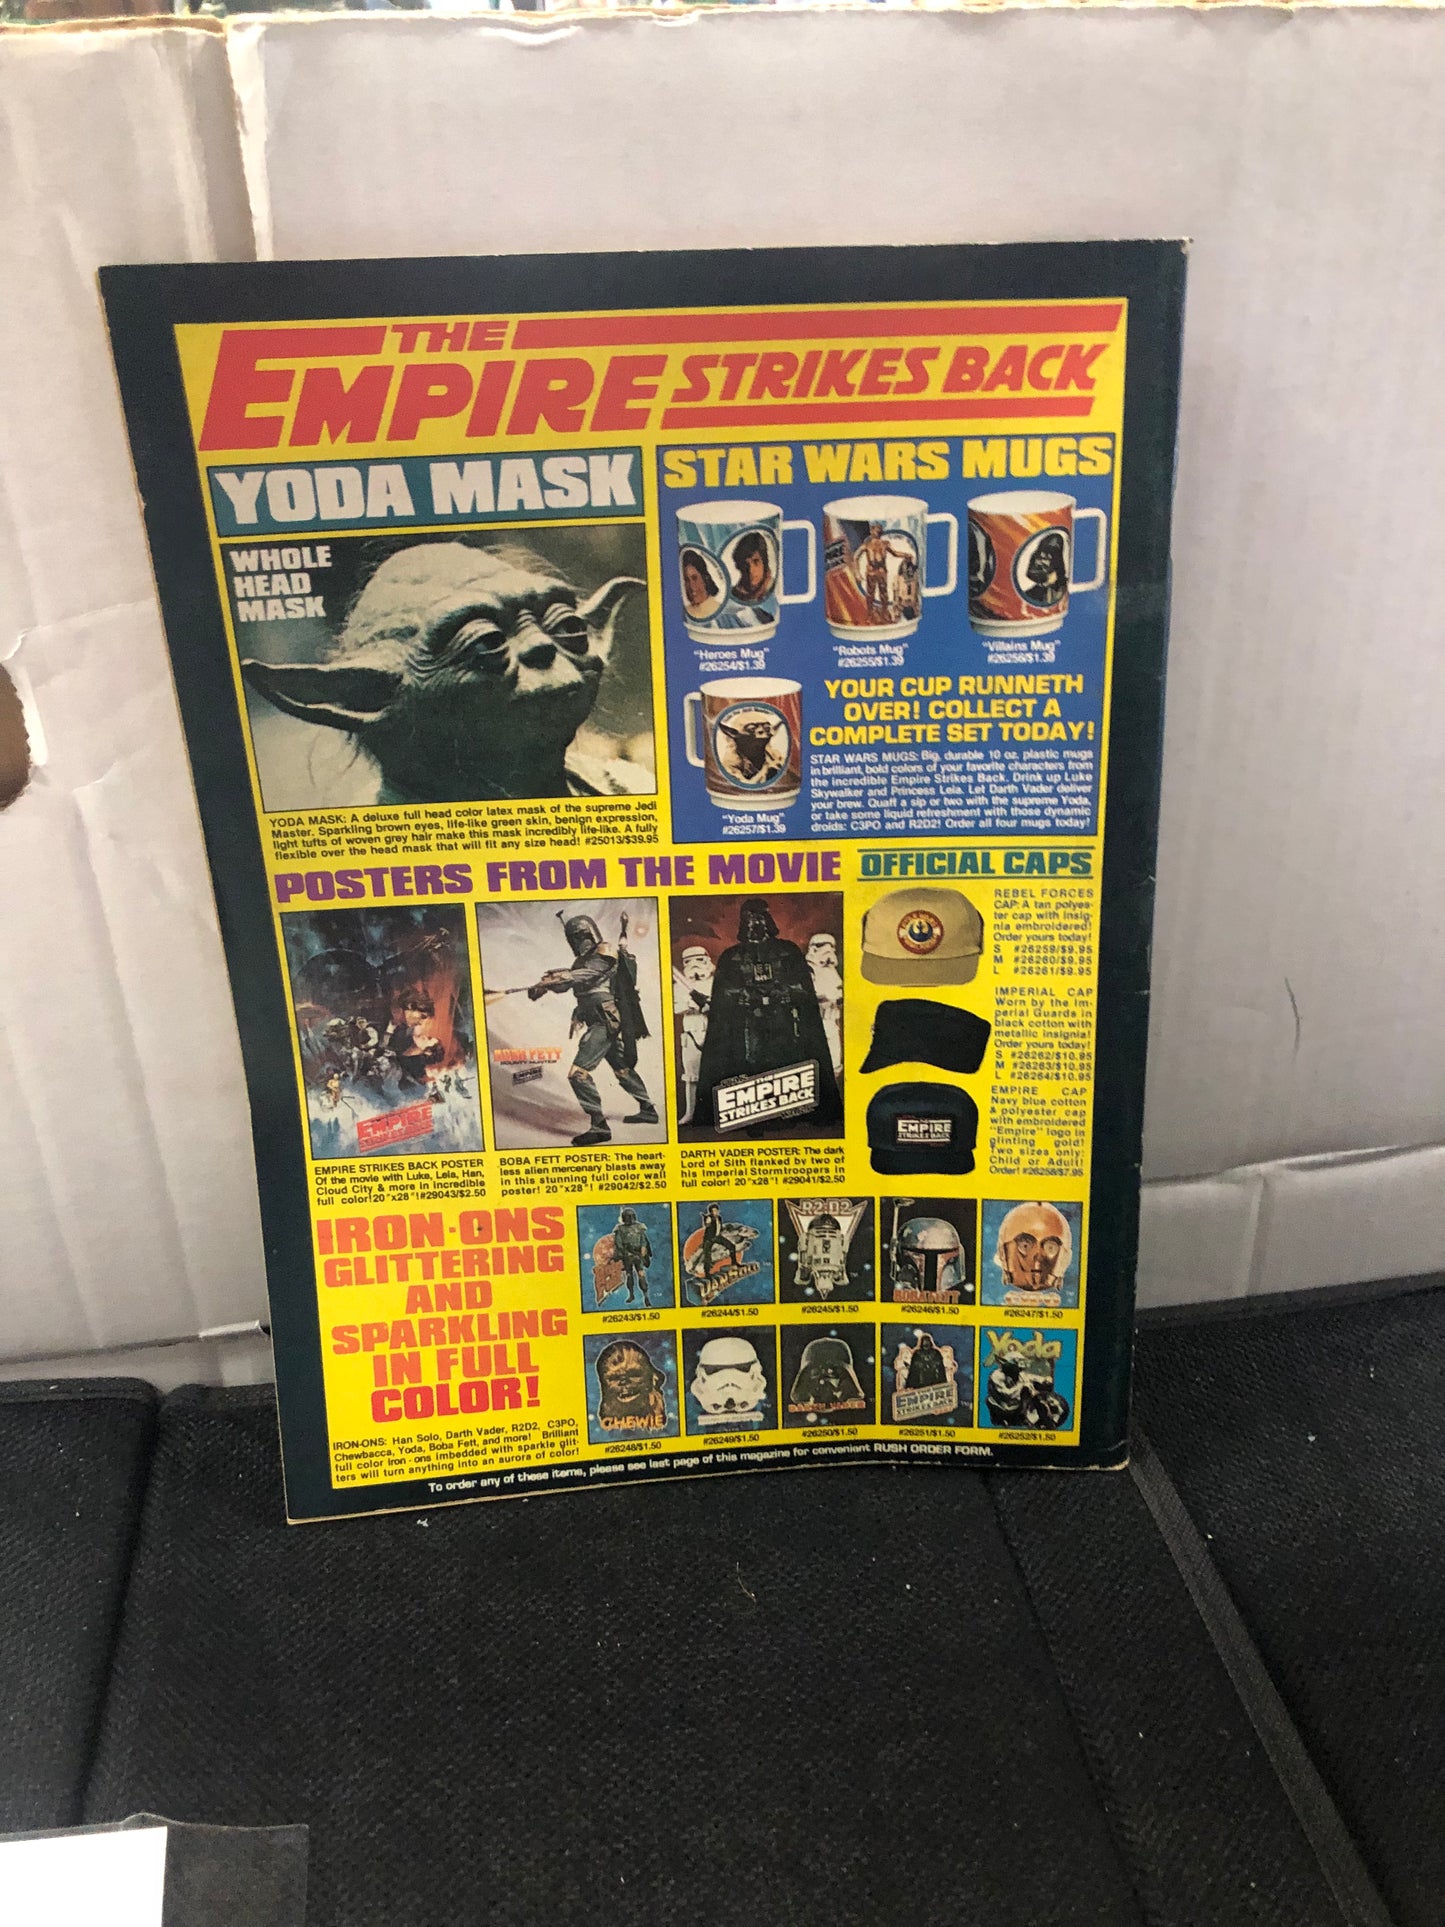 THE
EMPIRE STRIKES BACK
YODA MASK
WHOLE
HEAD
MASK
YODA MASK: A deluxe full head color latex mask of the supreme Jedi
Master. Sparkling brown eyes, life-like green skin, benign expression,
light tufts of woven grey hair make this mask incredibly life-like. A fully
flexible over the head mask that will fit any size head! #25013/$39.95
STAR WARS MUGS
"Heroes Mug"
#26254/$1.39
"Robots Mug"
#26255/$1.39
"Villains Mug"
#26256/$1.39
"Yoda Mug"
#26257/$1.39
YOUR CUP RUNNETH
OVER! COLLECT A
COMPLETE SET TODAY!
STAR WARS MUGS: Big, durable 10 oz. plastic mugs
in brilliant, bold colors of your favorite characters from
the incredible Empire Strikes Back. Drink up Luke
Skywalker and Princess Leia. Let Darth Vader deliver
your brew. Quaff a sip or two with the supreme Yoda,
or take some liquid refreshment with those dynamic
droids: C3PO and R2D2! Order all four mugs today!
POSTERS FROM THE MOVIE
EMPIRE
BOBA FETT
BOUNTY HUNTER
THE
EMPIRE
STRIKES BACK
EMPIRE STRIKES BACK POSTER
Of the movie with Luke, Leia, Han,
Cloud City & more in incredible
full color! 20"x28"! #29043/$2.50
BOBA FETT POSTER: The heart-
less alien mercenary blasts away
in this stunning full color wall
poster! 20"x28"! #29042/$2.50
DARTH VADER POSTER: The dark
Lord of Sith flanked by two of
his Imperial Stormtroopers in
full color! 20"x28"! #29041/$2.50
OFFICIAL CAPS
REBEL FORCES
CAP: A tan polyes-
ter cap with insig-
nia embroidered!
Order yours today!
S #26259/$9.95
M #26260/$9.95
L #26261/$9.95
IMPERIAL CAP
Worn by the Im-
perial Guards in
black cotton with
metallic insignia!
Order yours today!
S #26262/$10.95
M #26263/$10.95
L #26264/$10.95
EMPIRE
STRIKES BACK
EMPIRE CAP
Navy blue cotton
& polyester cap
with embroidered
"Empire" logo in
glinting gold!
Two sizes only:
Child or Adult!
Order! #26258/$7.95
IRON-ONS
GLITTERING
AND
SPARKLING
IN FULL
COLOR!
IRON-ONS: Han Solo, Darth Vader, R2D2, C3PO,
Chewbacca, Yoda, Boba Fett, and more! Brilliant
full color iron-ons imbedded with sparkle glit-
ters will turn anything into an aurora of color!
HAN SOLO
R2-D2
BOBA FETT
#26243/$1.50
#26244/$1.50
#26245/$1.50
#26246/$1.50
#26247/$1.50
CHEWIE
DARTH VADER
EMPIRE
STRIKES BACK
Yoda
#26248/$1.50
#26249/$1.50
#26250/$1.50
#26251/$1.50
#26252/$1.50
To order any of these items, please see last page of this magazine for convenient RUSH ORDER FORM.